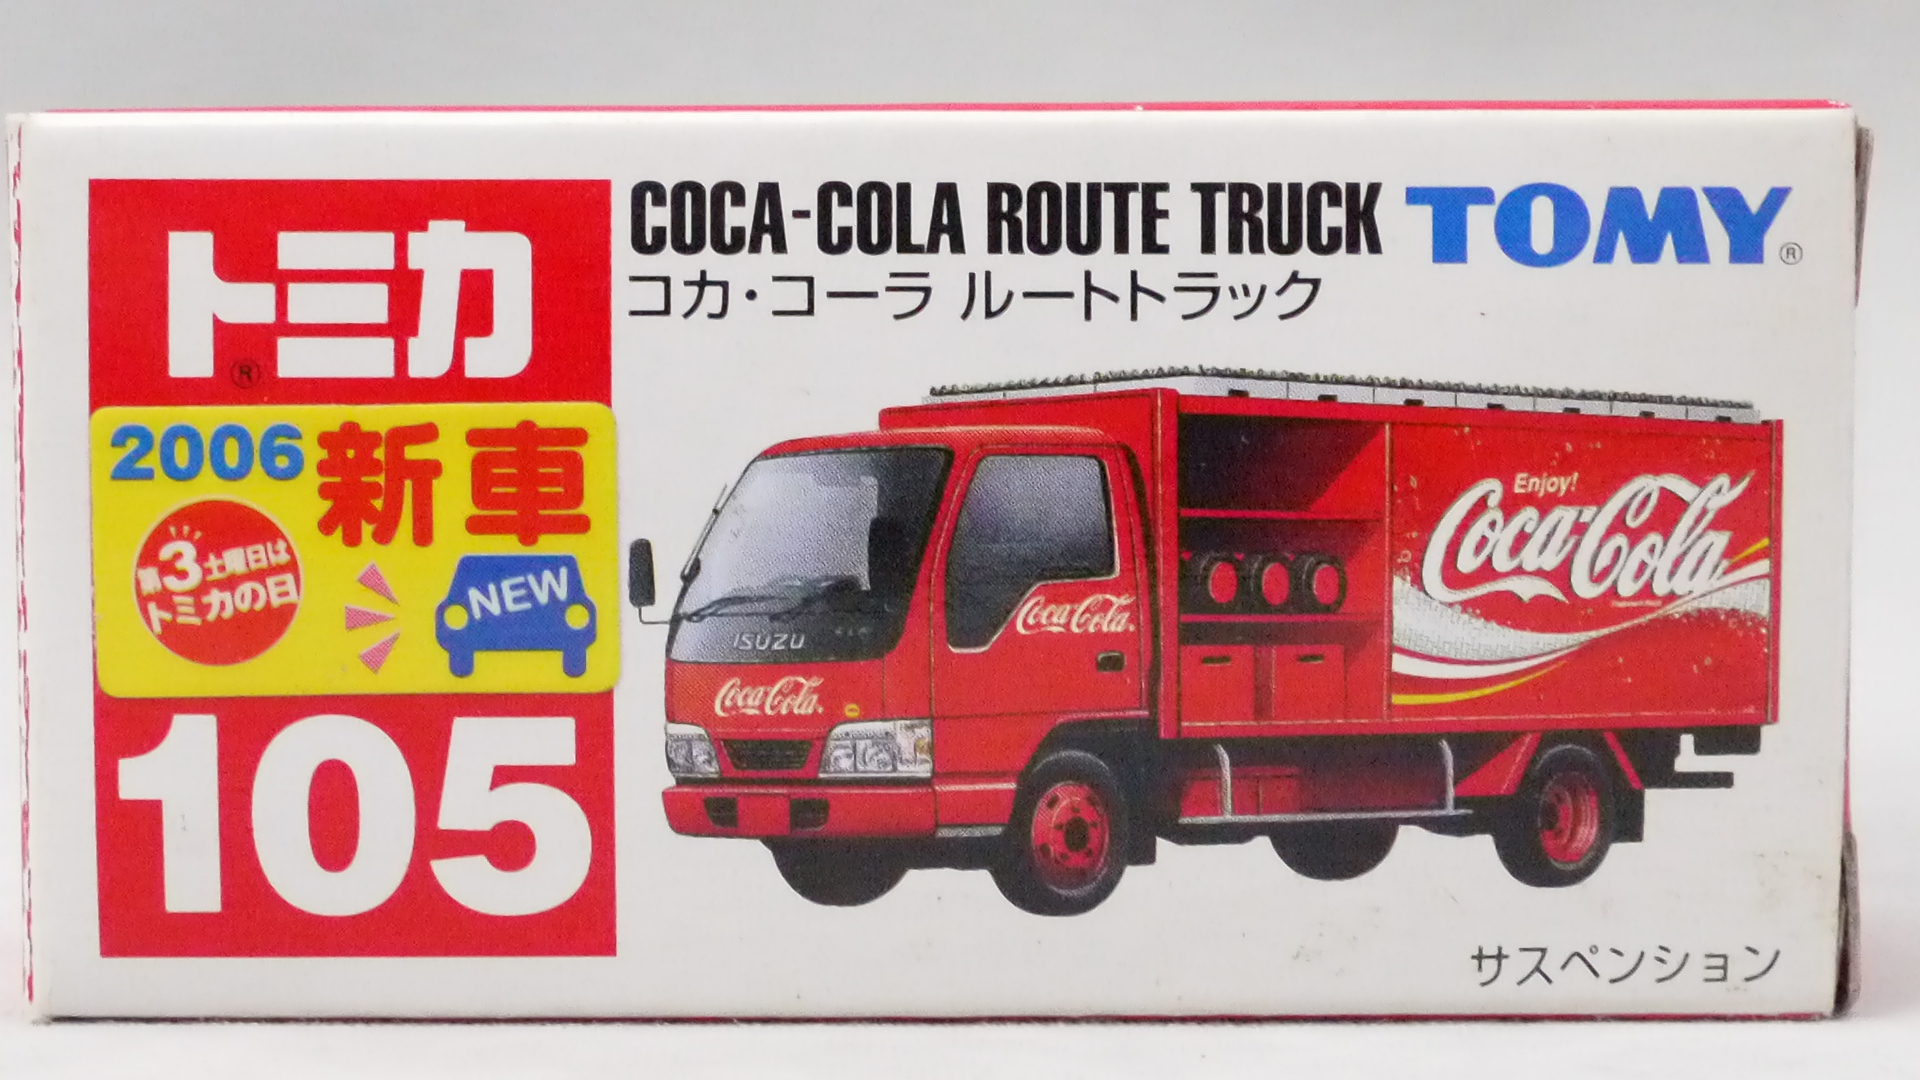 トミカ®
2006 新車
第3土曜日は
トミカの日
NEW
105
COCA-COLA ROUTE TRUCK
コカ・コーラ ルートトラック
TOMY®
ISUZU
Coca-Cola
Coca-Cola
Enjoy!
Coca-Cola
サスペンション